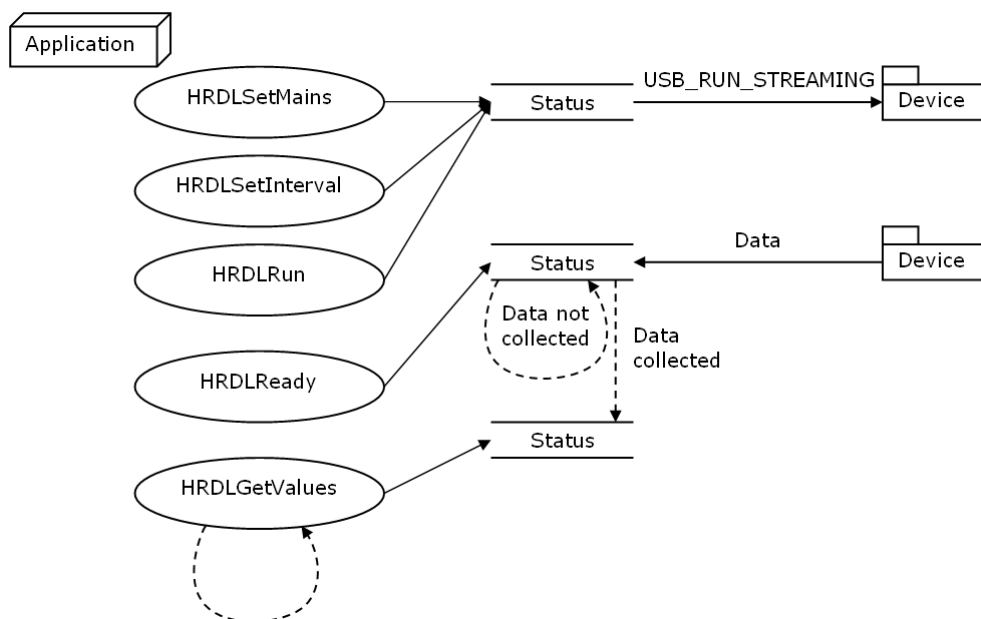 Application
HRDLSetMains
Status
USB_RUN_STREAMING
Device
HRDLSetInterval
HRDLRun
Status
Data
Device
Data not
collected
Data
collected
HRDLReady
Status
HRDLGetValues